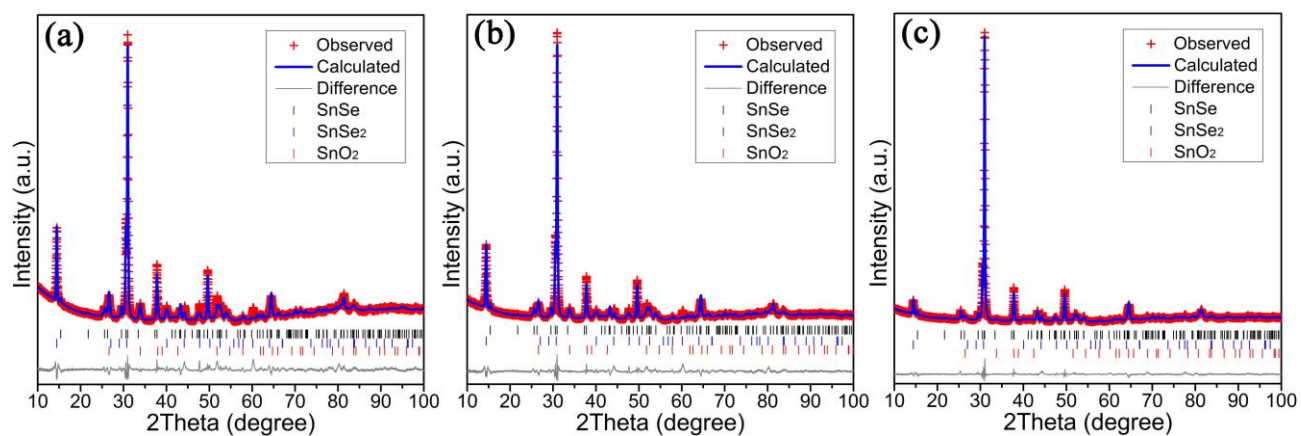 (a)
Observed
Calculated
Difference
SnSe
SnSe2
SnO2
Intensity (a.u.)
10 20 30 40 50 60 70 80 90 100
2Theta (degree)
(b)
Observed
Calculated
Difference
SnSe
SnSe2
SnO2
Intensity (a.u.)
10 20 30 40 50 60 70 80 90 100
2Theta (degree)
(c)
Observed
Calculated
Difference
SnSe
SnSe2
SnO2
Intensity (a.u.)
10 20 30 40 50 60 70 80 90 100
2Theta (degree)